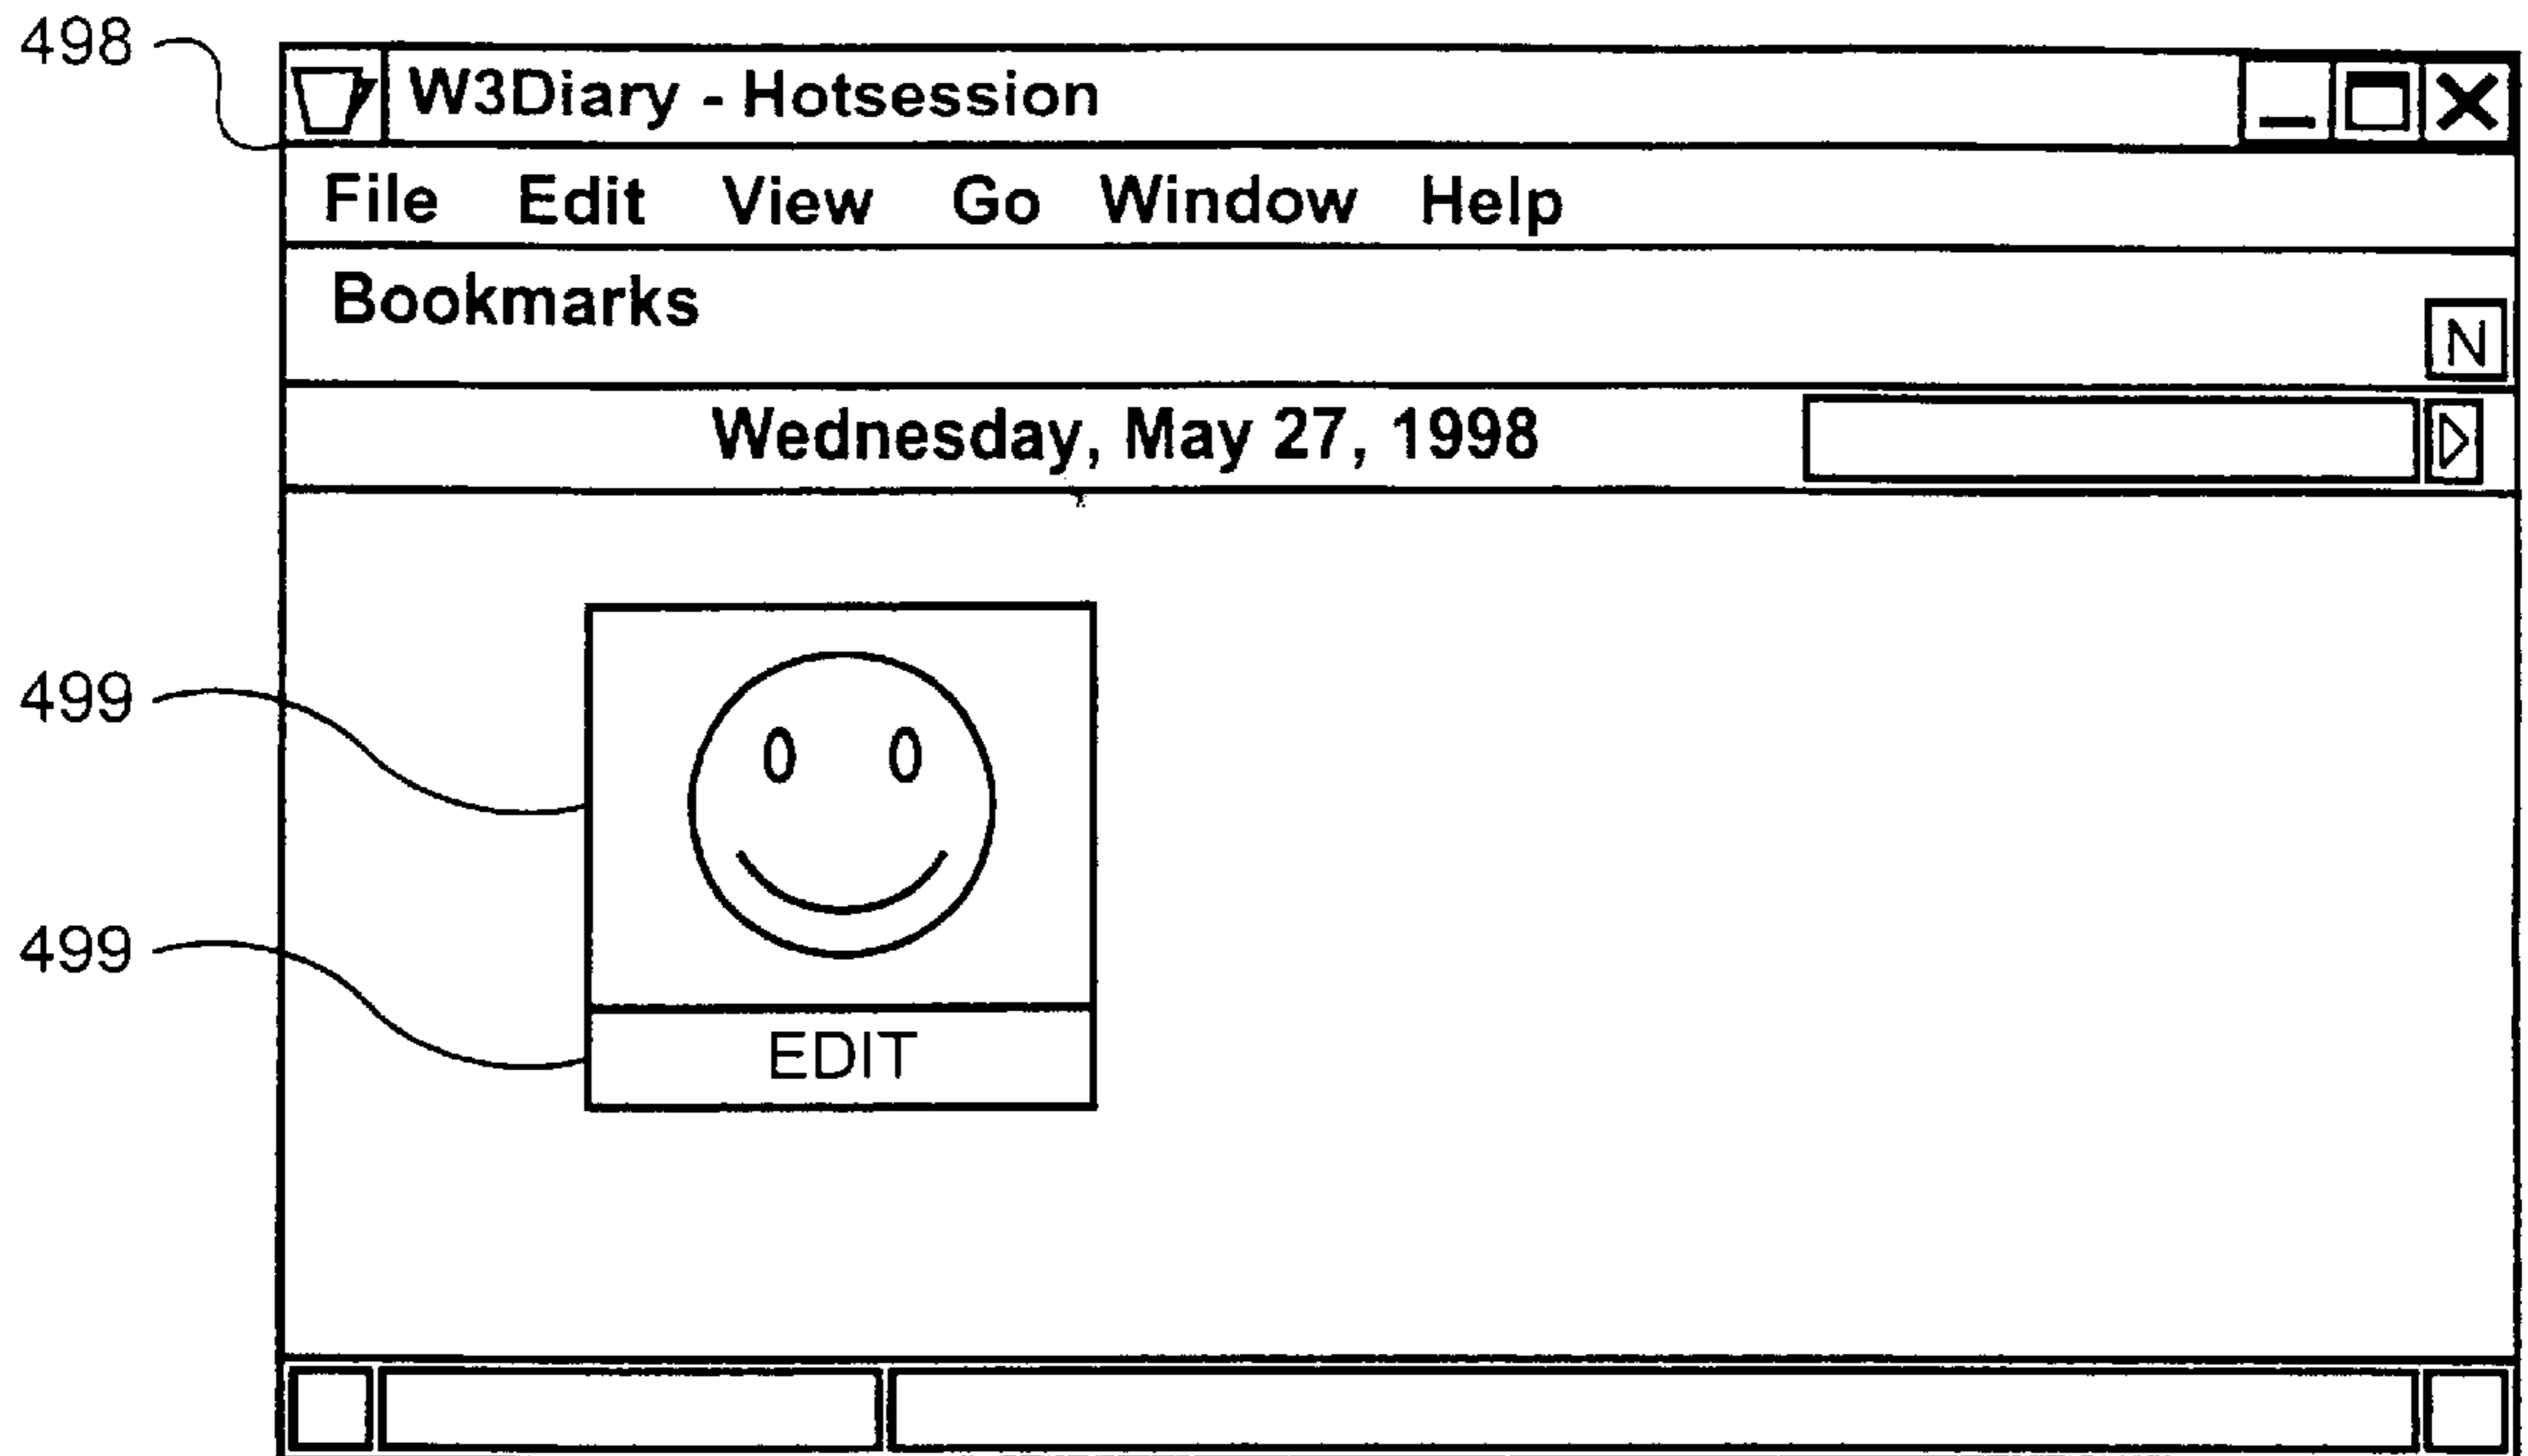 498
W3Diary - Hotsession
File Edit View Go Window Help
Bookmarks
N
Wednesday, May 27, 1998
499
499
EDIT